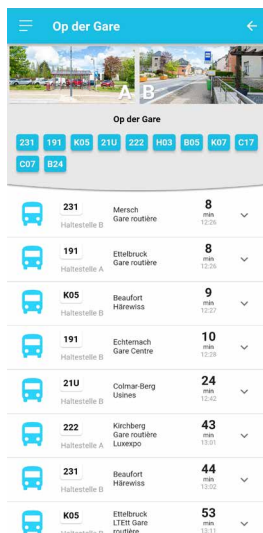 Op der Gare
A B
Op der Gare
231 191 K05 21U 222 H03 B05 K07 C17
C07 B24
231 Mersch 8
Haltestelle B Gare routière min
12:26
191 Ettelbruck 8
Haltestelle A Gare routière min
12:26
K05 Beaufort 9
Haltestelle B Härewiss min
12:27
191 Echternach 10
Haltestelle B Gare Centre min
12:28
21U Colmar-Berg 24
Haltestelle B Usines min
12:42
222 Kirchberg 43
Haltestelle A Gare routière min
Luxexpo 13:01
231 Beaufort 44
Haltestelle B Härewiss min
13:02
K05 Ettelbruck 53
LTEtt Gare min
Haltestelle B routière 13:11